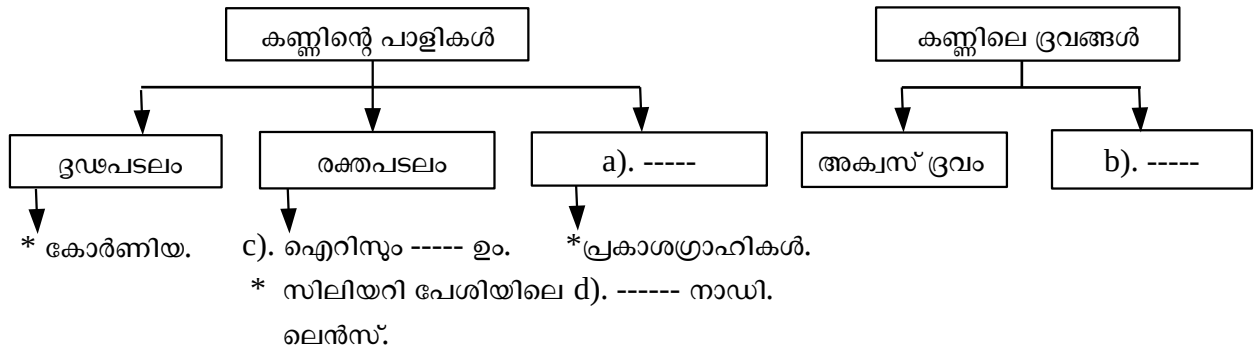 കണ്ണിന്റെ പാളികൾ
കണ്ണിലെ ദ്രവങ്ങൾ
ദൃഢപടലം
രക്തപടലം
a). -----
അക്വസ് ദ്രവം
b). -----
* കോർണിയ.
c). ഐറിസും ----- ഉം.
*പ്രകാശഗ്രാഹികൾ.
* സിലിയറി പേശിയിലെ d). ------ നാഡി.
ലെൻസ്.